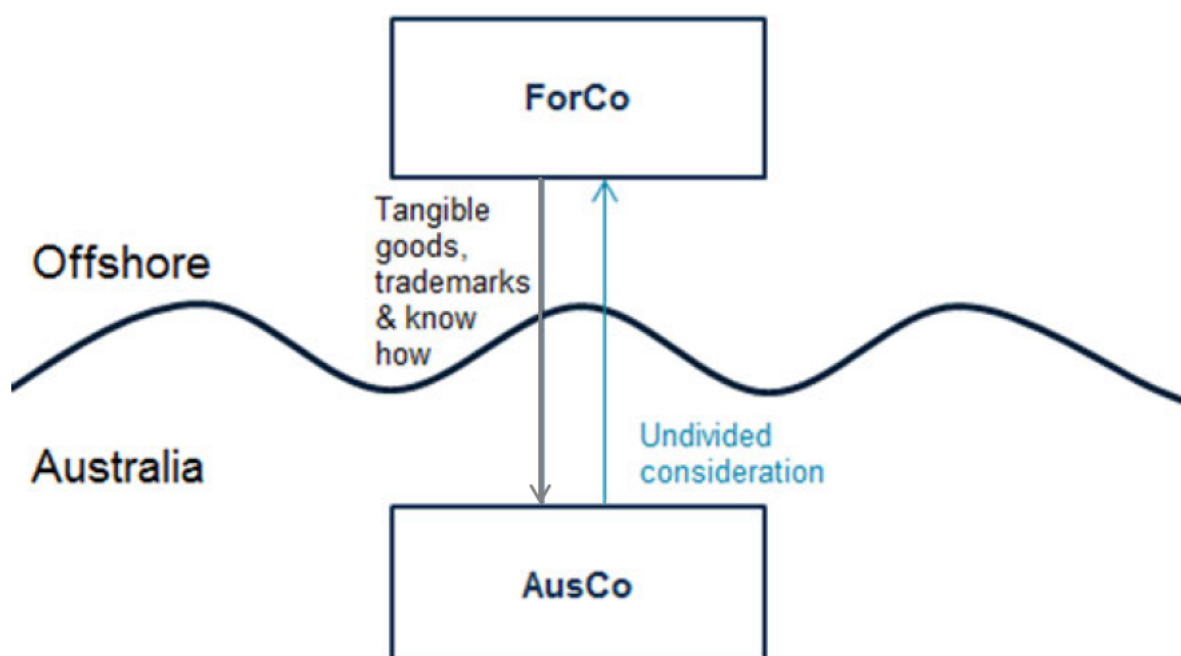 ForCo
Tangible
goods,
trademarks
& know
how
Offshore
Undivided
consideration
Australia
AusCo